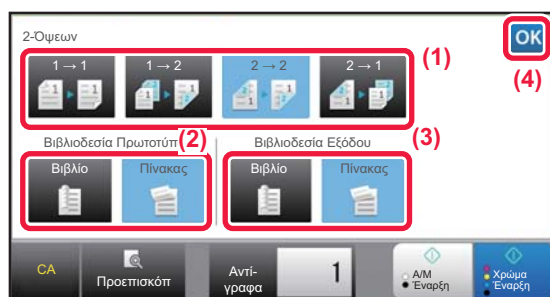 2-Όψεων
OK
1 → 1
1 → 2
2 → 2
2 → 1
(1)
(4)
Βιβλιοδεσία Πρωτοτύπ
(2)
Βιβλιοδεσία Εξόδου
(3)
Βιβλίο
Πίνακας
Βιβλίο
Πίνακας
CA
Προεπισκόπ
Αντί-
γραφα
1
Α/Μ
Έναρξη
Χρώμα
Έναρξη